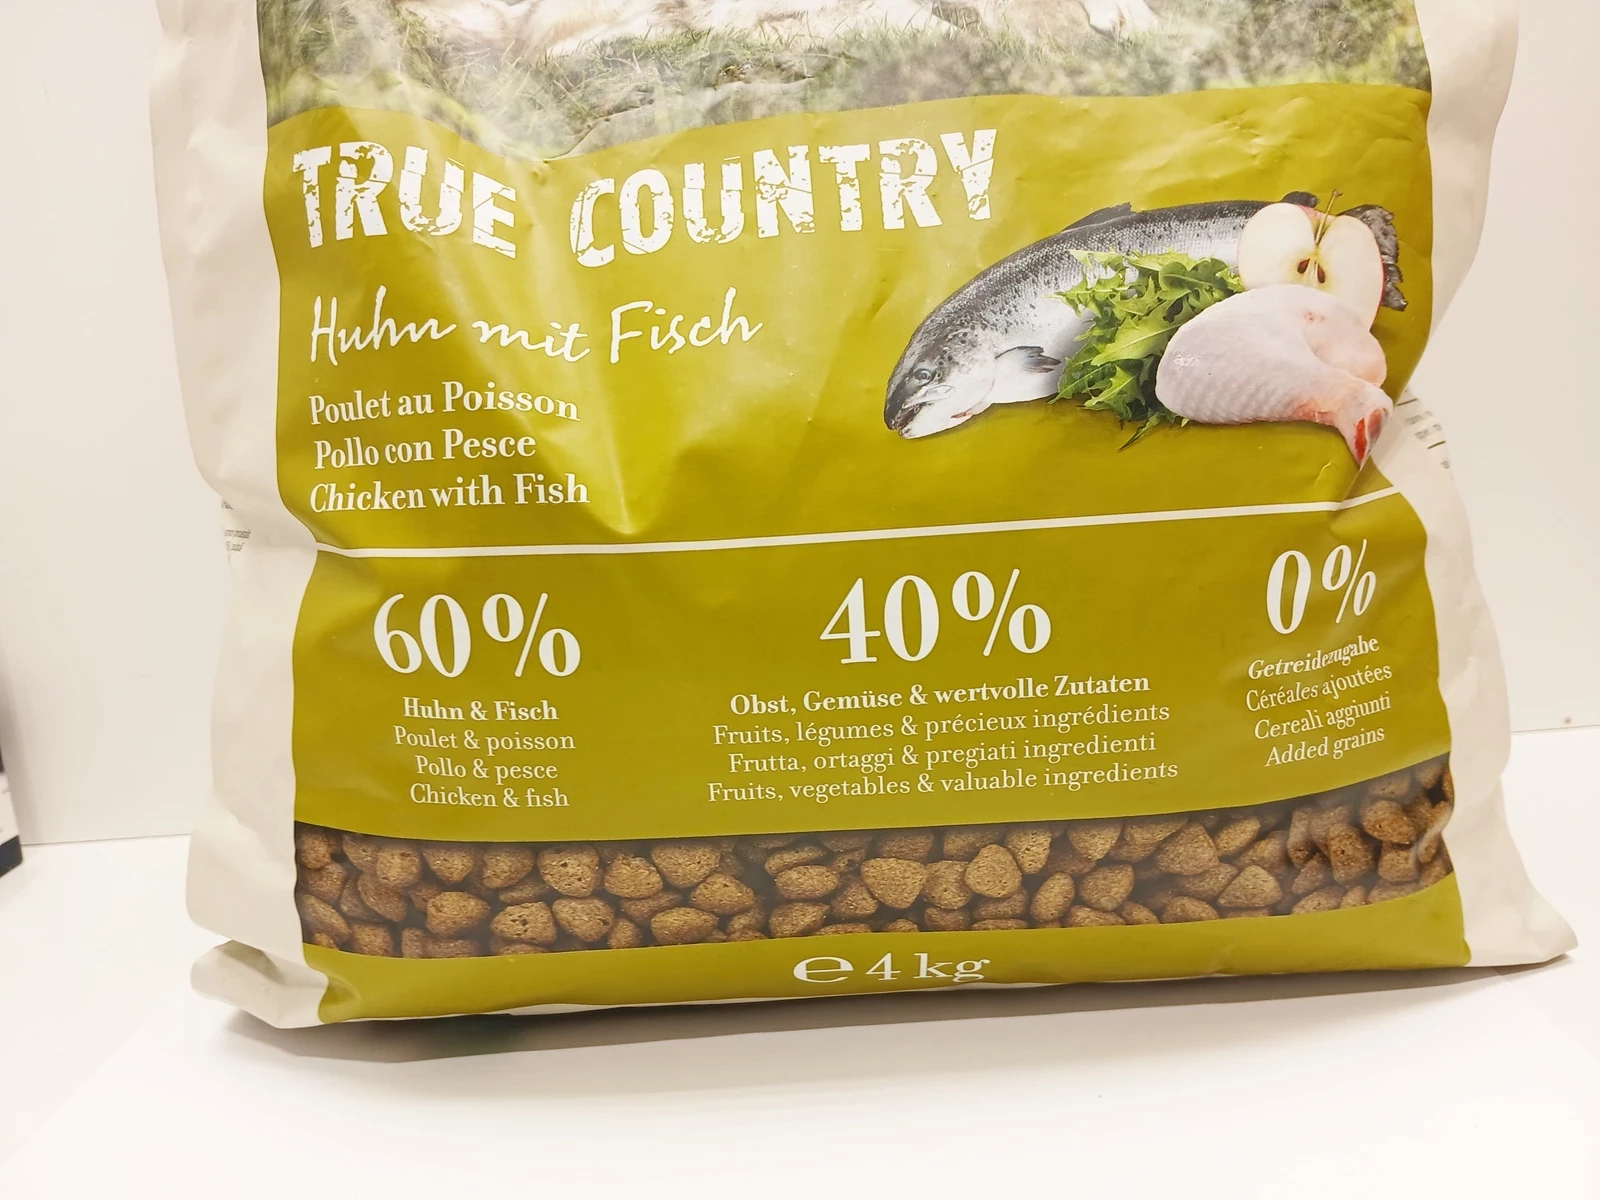 TRUE COUNTRY
Huhn mit Fisch
Poulet au Poisson
Pollo con Pesce
Chicken with Fish
60%
Huhn & Fisch
Poulet & poisson
Pollo & pesce
Chicken & fish
40%
Obst, Gemüse & wertvolle Zutaten
Fruits, légumes & précieux ingrédients
Frutta, ortaggi & pregiati ingredienti
Fruits, vegetables & valuable ingredients
0%
Getreidezugabe
Céréales ajoutées
Cereali aggiunti
Added grains
℮ 4 kg